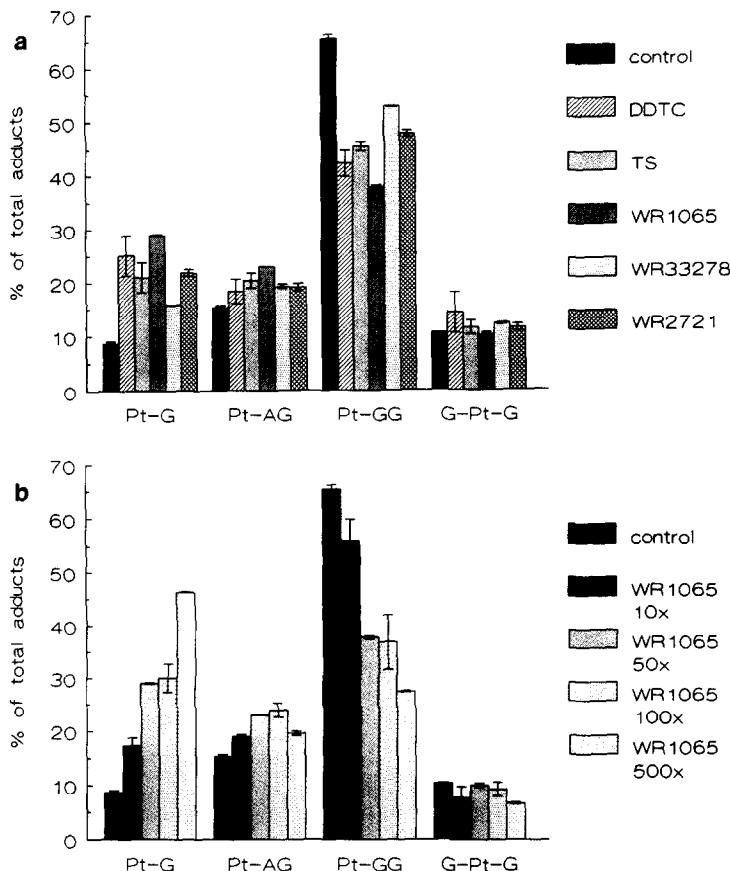 a
% of total adducts
70
60
50
40
30
20
10
0
Pt-G Pt-AG Pt-GG G-Pt-G
control
DDTC
TS
WR1065
WR33278
WR2721
b
% of total adducts
70
60
50
40
30
20
10
0
Pt-G Pt-AG Pt-GG G-Pt-G
control
WR1065
10x
WR1065
50x
WR1065
100x
WR1065
500x